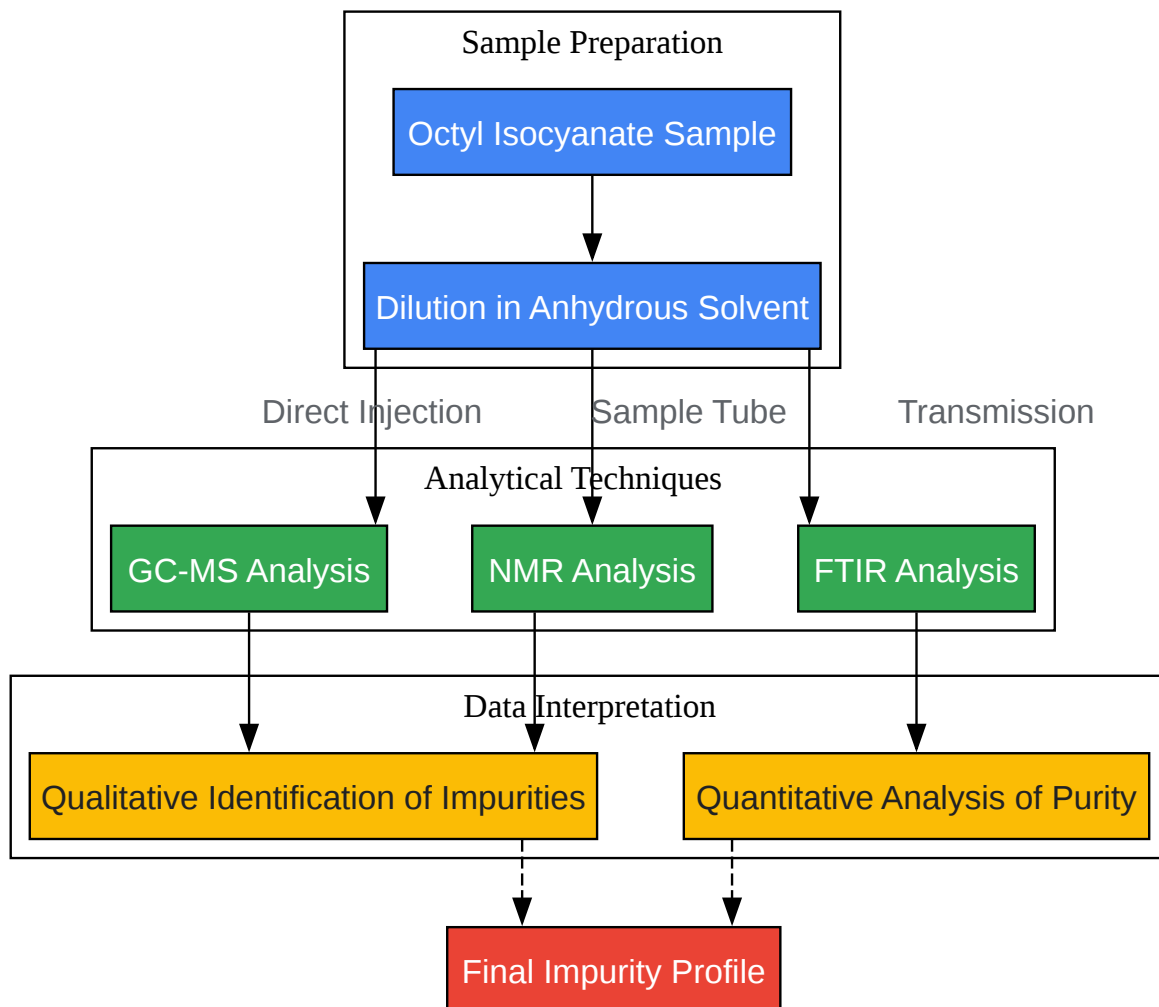 Sample Preparation
Octyl Isocyanate Sample
Dilution in Anhydrous Solvent
Direct Injection
Sample Tube
Transmission
Analytical Techniques
GC-MS Analysis
NMR Analysis
FTIR Analysis
Data Interpretation
Qualitative Identification of Impurities
Quantitative Analysis of Purity
Final Impurity Profile